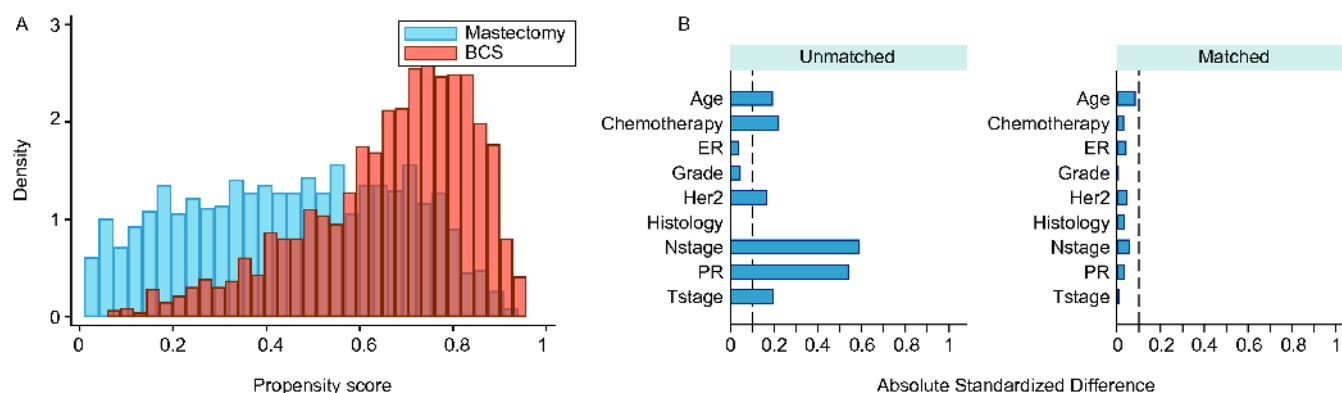 A
3
2
1
0
Density
Mastectomy
BCS
0 0.2 0.4 0.6 0.8 1
Propensity score
B
Unmatched
Age
Chemotherapy
ER
Grade
Her2
Histology
Nstage
PR
Tstage
0 0.2 0.4 0.6 0.8 1
Matched
Age
Chemotherapy
ER
Grade
Her2
Histology
Nstage
PR
Tstage
0 0.2 0.4 0.6 0.8 1
Absolute Standardized Difference